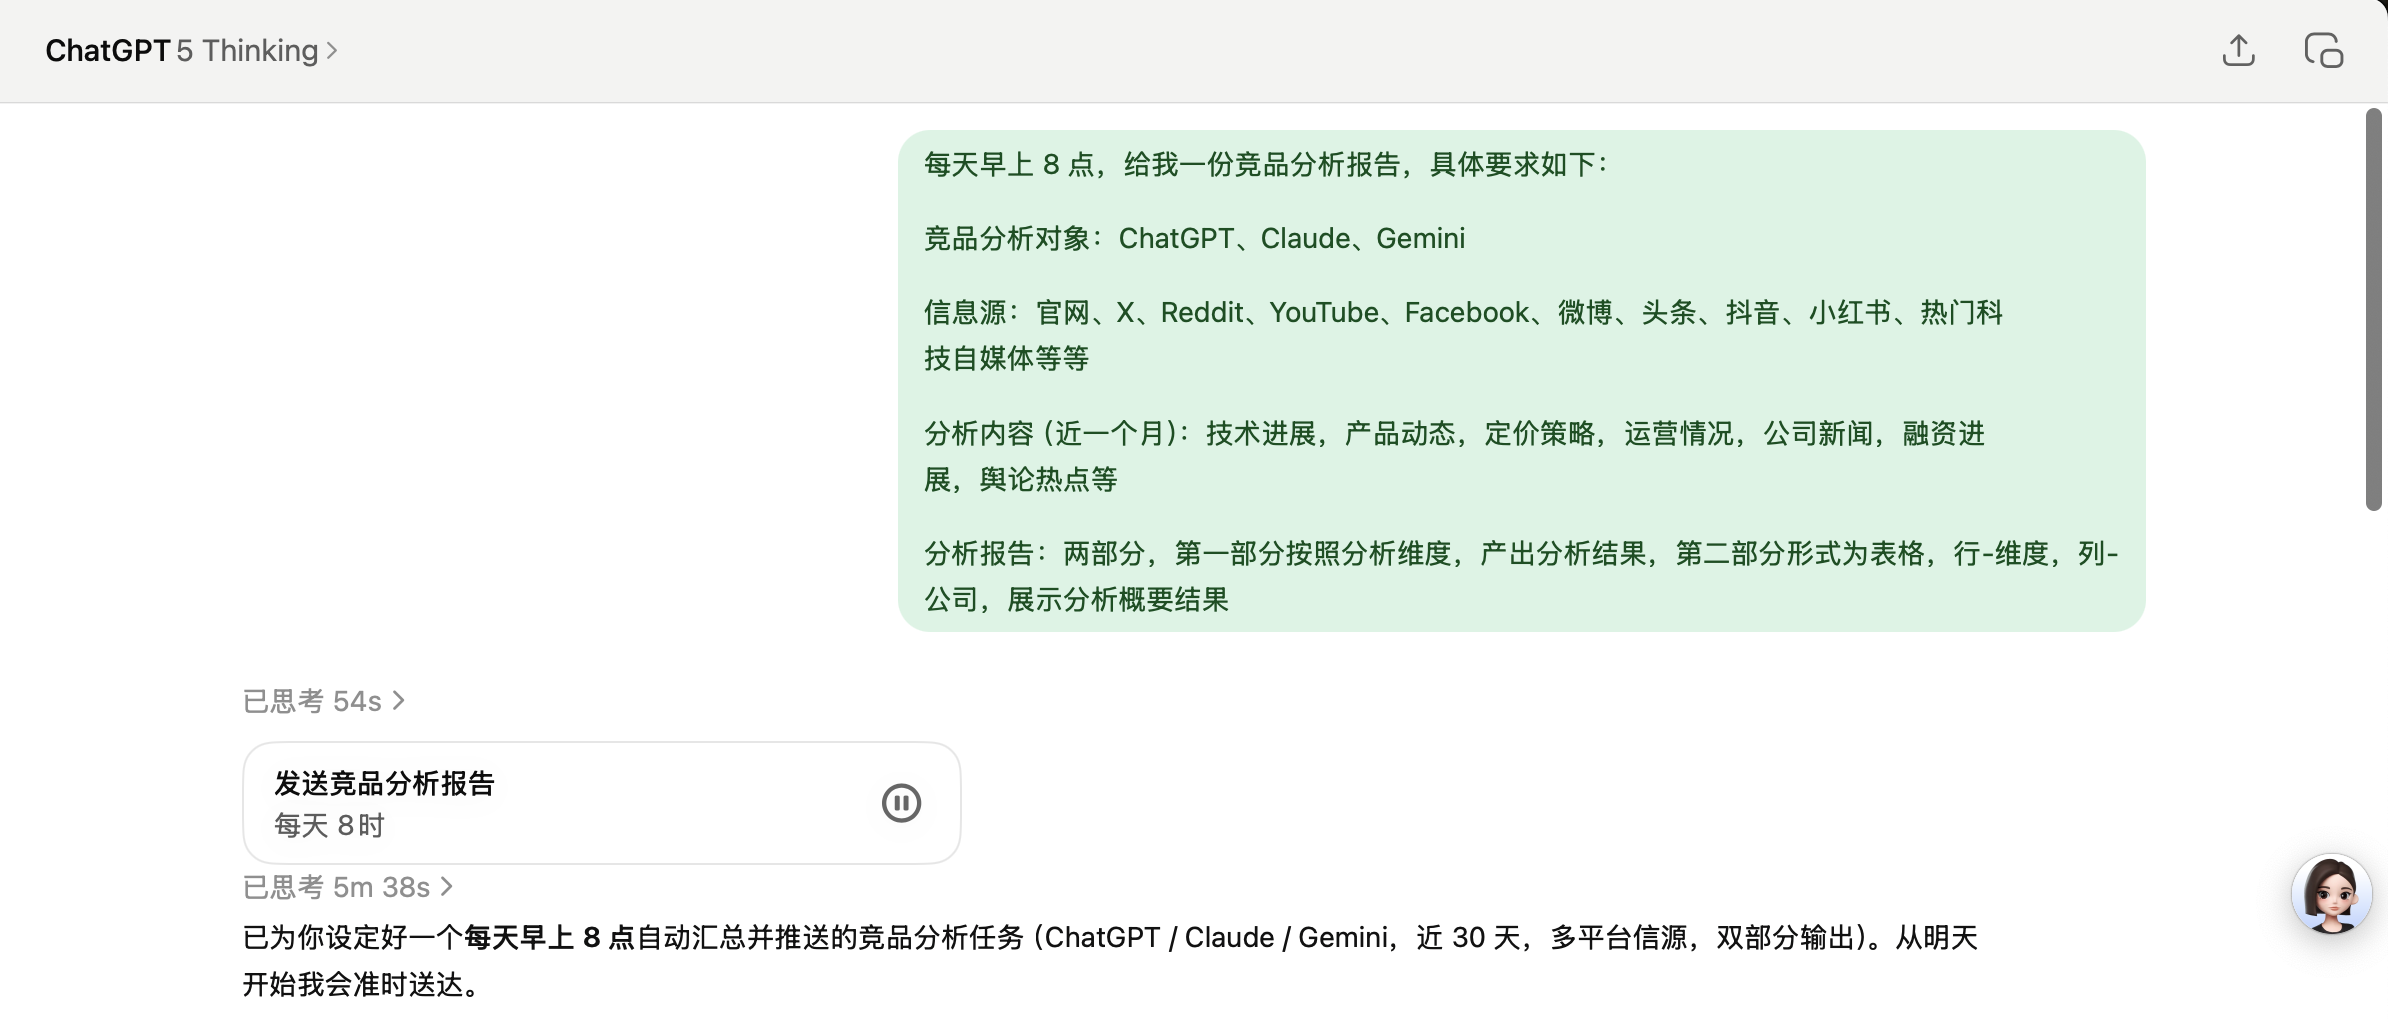 ChatGPT 5 Thinking >
每天早上 8 点，给我一份竞品分析报告，具体要求如下：
竞品分析对象：ChatGPT、Claude、Gemini
信息源：官网、X、Reddit、YouTube、Facebook、微博、头条、抖音、小红书、热门科
技自媒体等等
分析内容（近一个月）：技术进展，产品动态，定价策略，运营情况，公司新闻，融资进
展，舆论热点等
分析报告：两部分，第一部分按照分析维度，产出分析结果，第二部分形式为表格，行-维度，列-
公司，展示分析概要结果
已思考 54s >
发送竞品分析报告
每天 8时
已思考 5m 38s >
已为你设定好一个每天早上 8 点自动汇总并推送的竞品分析任务（ChatGPT / Claude / Gemini，近 30 天，多平台信源，双部分输出）。从明天
开始我会准时送达。